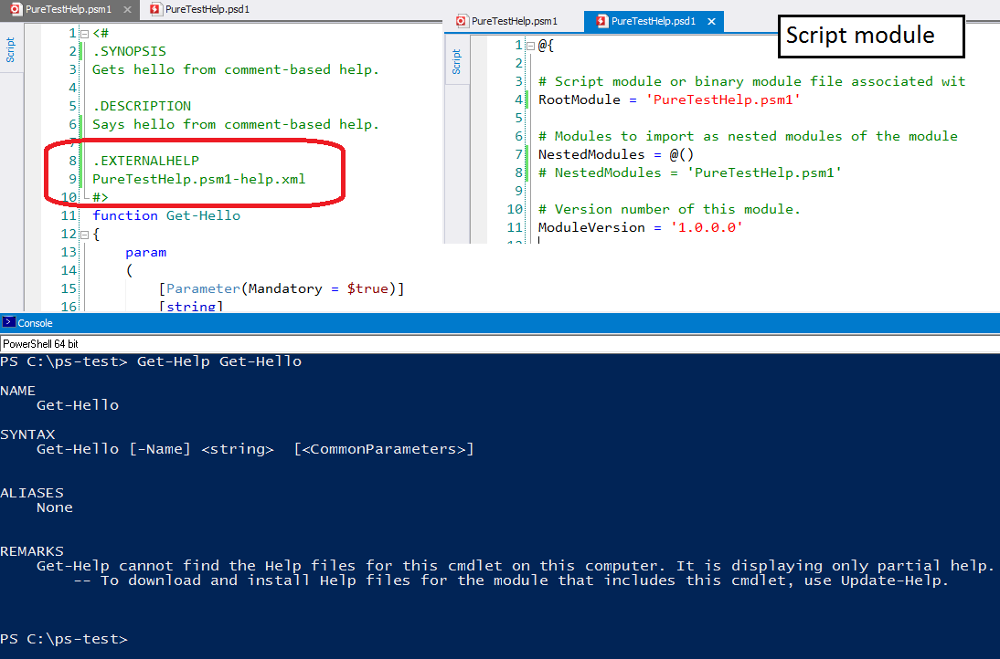 PureTestHelp.psm1 ✕ PureTestHelp.psd1
Script
1 <#
2 .SYNOPSIS
3 Gets hello from comment-based help.
4
5 .DESCRIPTION
6 Says hello from comment-based help.
7
8 .EXTERNALHELP
9 PureTestHelp.psm1-help.xml
10 #>
11 function Get-Hello
12 {
13 param
14 (
15 [Parameter(Mandatory = $true)]
16 [string]
PureTestHelp.psm1 PureTestHelp.psd1 ✕
Script module
Script
1 @{
2
3 # Script module or binary module file associated wit
4 RootModule = 'PureTestHelp.psm1'
5
6 # Modules to import as nested modules of the module
7 NestedModules = @()
8 # NestedModules = 'PureTestHelp.psm1'
9
10 # Version number of this module.
11 ModuleVersion = '1.0.0.0'
12
Console
PowerShell 64 bit
PS C:\ps-test> Get-Help Get-Hello
NAME
Get-Hello
SYNTAX
Get-Hello [-Name] <string> [<CommonParameters>]
ALIASES
None
REMARKS
Get-Help cannot find the Help files for this cmdlet on this computer. It is displaying only partial help.
-- To download and install Help files for the module that includes this cmdlet, use Update-Help.
PS C:\ps-test>